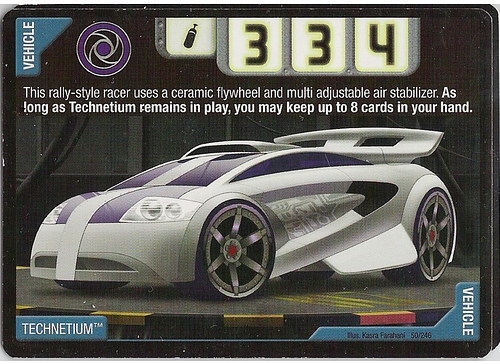 VEHICLE
3 3 4
This rally-style racer uses a ceramic flywheel and multi adjustable air stabilizer. As
long as Technetium remains in play, you may keep up to 8 cards in your hand.
TECHNETIUM™
Illus. Kasra Farahani 50/246
VEHICLE